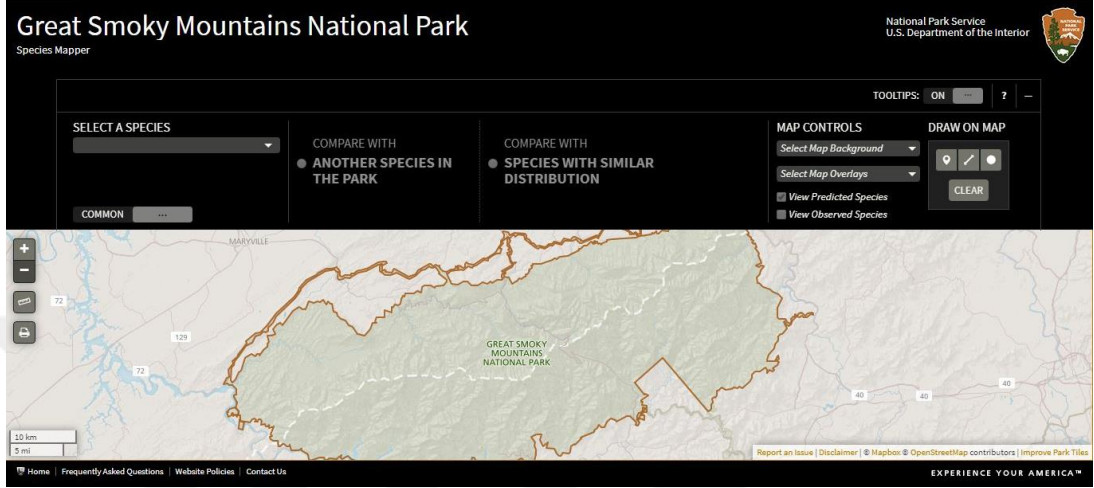 Great Smoky Mountains National Park
Species Mapper
National Park Service
U.S. Department of the Interior
NATIONAL
PARK
SERVICE
TOOLTIPS: ON ... ? −
SELECT A SPECIES
COMMON ...
COMPARE WITH
ANOTHER SPECIES IN
THE PARK
COMPARE WITH
SPECIES WITH SIMILAR
DISTRIBUTION
MAP CONTROLS
Select Map Background
Select Map Overlays
View Predicted Species
View Observed Species
DRAW ON MAP
CLEAR
+
−
MARYVILLE
72
129
72
GREAT SMOKY
MOUNTAINS
NATIONAL PARK
40
40
40
10 km
5 mi
Report an Issue | Disclaimer | © Mapbox © OpenStreetMap contributors | Improve Park Tiles
Home | Frequently Asked Questions | Website Policies | Contact Us
EXPERIENCE YOUR AMERICA™